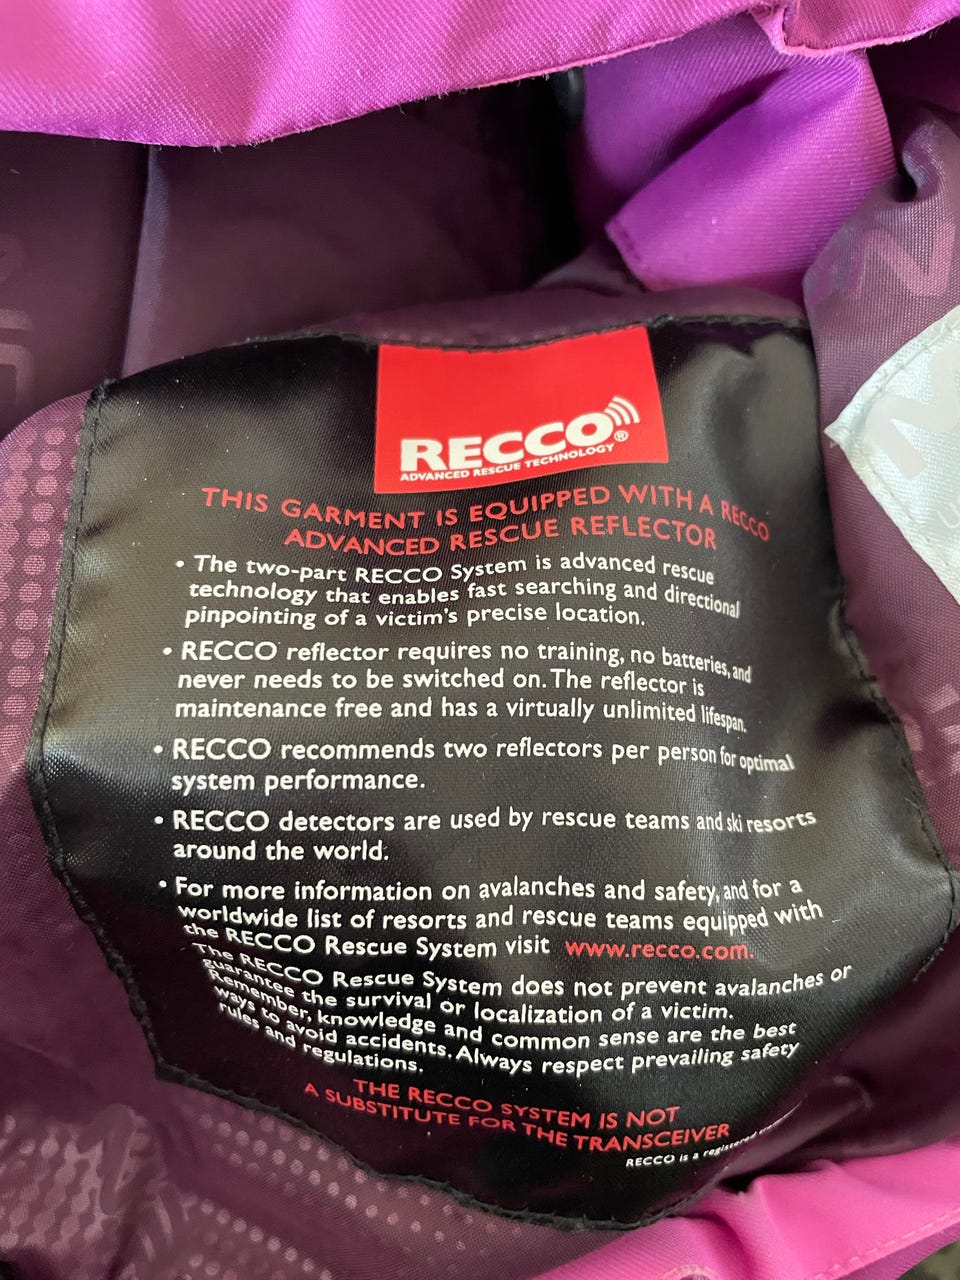 RECCO®
ADVANCED RESCUE TECHNOLOGY
THIS GARMENT IS EQUIPPED WITH A RECCO
ADVANCED RESCUE REFLECTOR
• The two-part RECCO System is advanced rescue
technology that enables fast searching and directional
pinpointing of a victim's precise location.
• RECCO reflector requires no training, no batteries, and
never needs to be switched on. The reflector is
maintenance free and has a virtually unlimited lifespan.
• RECCO recommends two reflectors per person for optimal
system performance.
• RECCO detectors are used by rescue teams and ski resorts
around the world.
• For more information on avalanches and safety, and for a
worldwide list of resorts and rescue teams equipped with
the RECCO Rescue System visit www.recco.com.
The RECCO Rescue System does not prevent avalanches or
guarantee the survival or localization of a victim.
Remember, knowledge and common sense are the best
ways to avoid accidents. Always respect prevailing safety
rules and regulations.
THE RECCO SYSTEM IS NOT
A SUBSTITUTE FOR THE TRANSCEIVER
RECCO is a registered